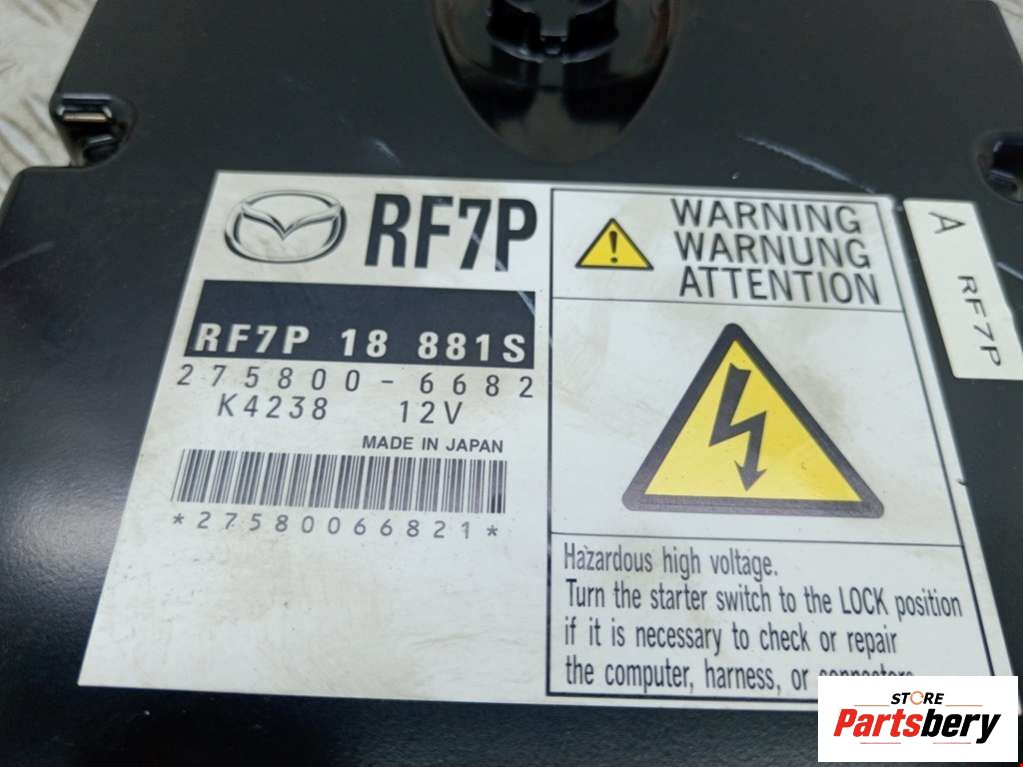 RF7P
RF7P 18 881S
275800-6682
K4238 12V
MADE IN JAPAN
*27580066821*
WARNING
WARNUNG
ATTENTION
Hazardous high voltage.
Turn the starter switch to the LOCK position
if it is necessary to check or repair
the computer, harness, or connectors.
A RF7P
STORE
Partsbery